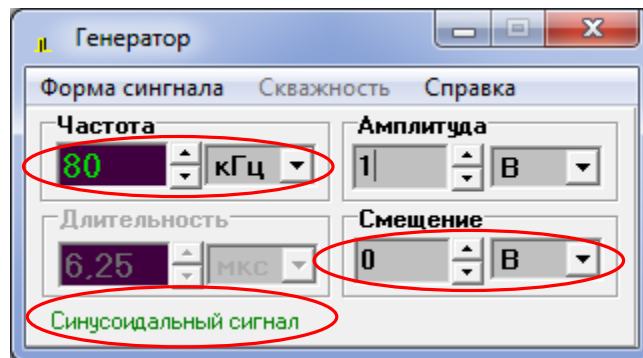 Генератор
Форма сингнала Скважность Справка
Частота Амплитуда
80 кГц 1 В
Длительность Смещение
6,25 мкс 0 В
Синусоидальный сигнал